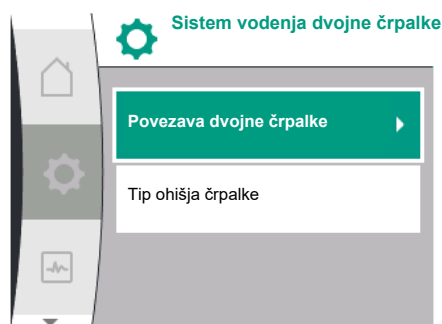 Sistem vodenja dvojne črpalke
Povezava dvojne črpalke
Tip ohišja črpalke